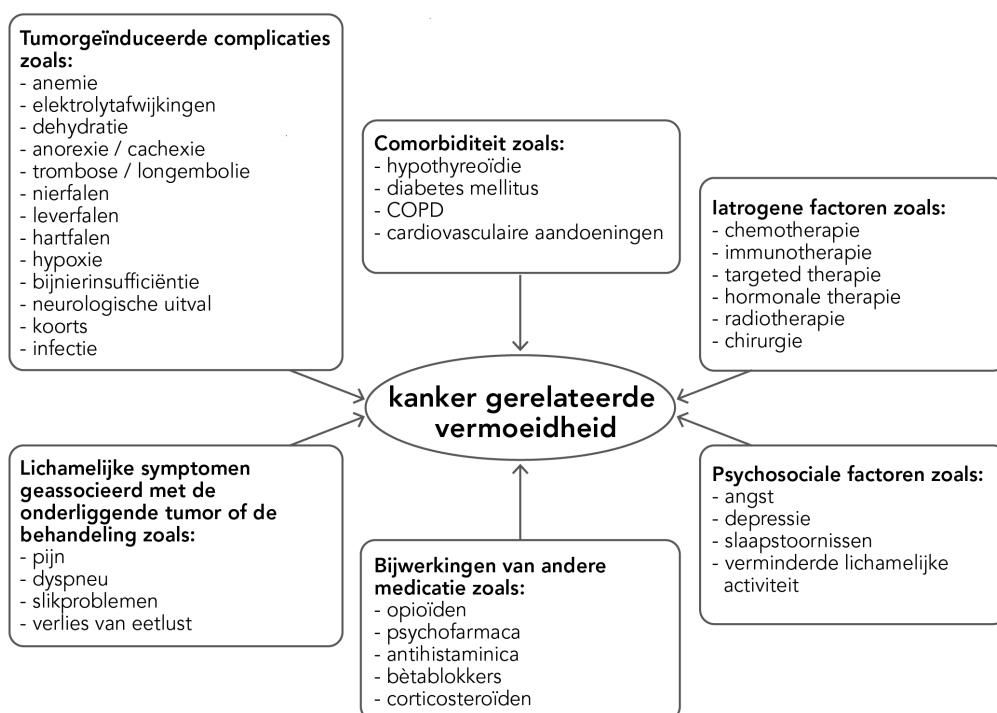 Tumorgeïnduceerde complicaties
zoals:
- anemie
- elektrolytafwijkingen
- dehydratie
- anorexie / cachexie
- trombose / longembolie
- nierfalen
- leverfalen
- hartfalen
- hypoxie
- bijnierinsufficiëntie
- neurologische uitval
- koorts
- infectie
Comorbiditeit zoals:
- hypothyreoïdie
- diabetes mellitus
- COPD
- cardiovasculaire aandoeningen
Iatrogene factoren zoals:
- chemotherapie
- immunotherapie
- targeted therapie
- hormonale therapie
- radiotherapie
- chirurgie
kanker gerelateerde
vermoeidheid
Lichamelijke symptomen
geassocieerd met de
onderliggende tumor of de
behandeling zoals:
- pijn
- dyspneu
- slikproblemen
- verlies van eetlust
Bijwerkingen van andere
medicatie zoals:
- opioïden
- psychofarmaca
- antihistaminica
- bètablokkers
- corticosteroïden
Psychosociale factoren zoals:
- angst
- depressie
- slaapstoornissen
- verminderde lichamelijke
activiteit